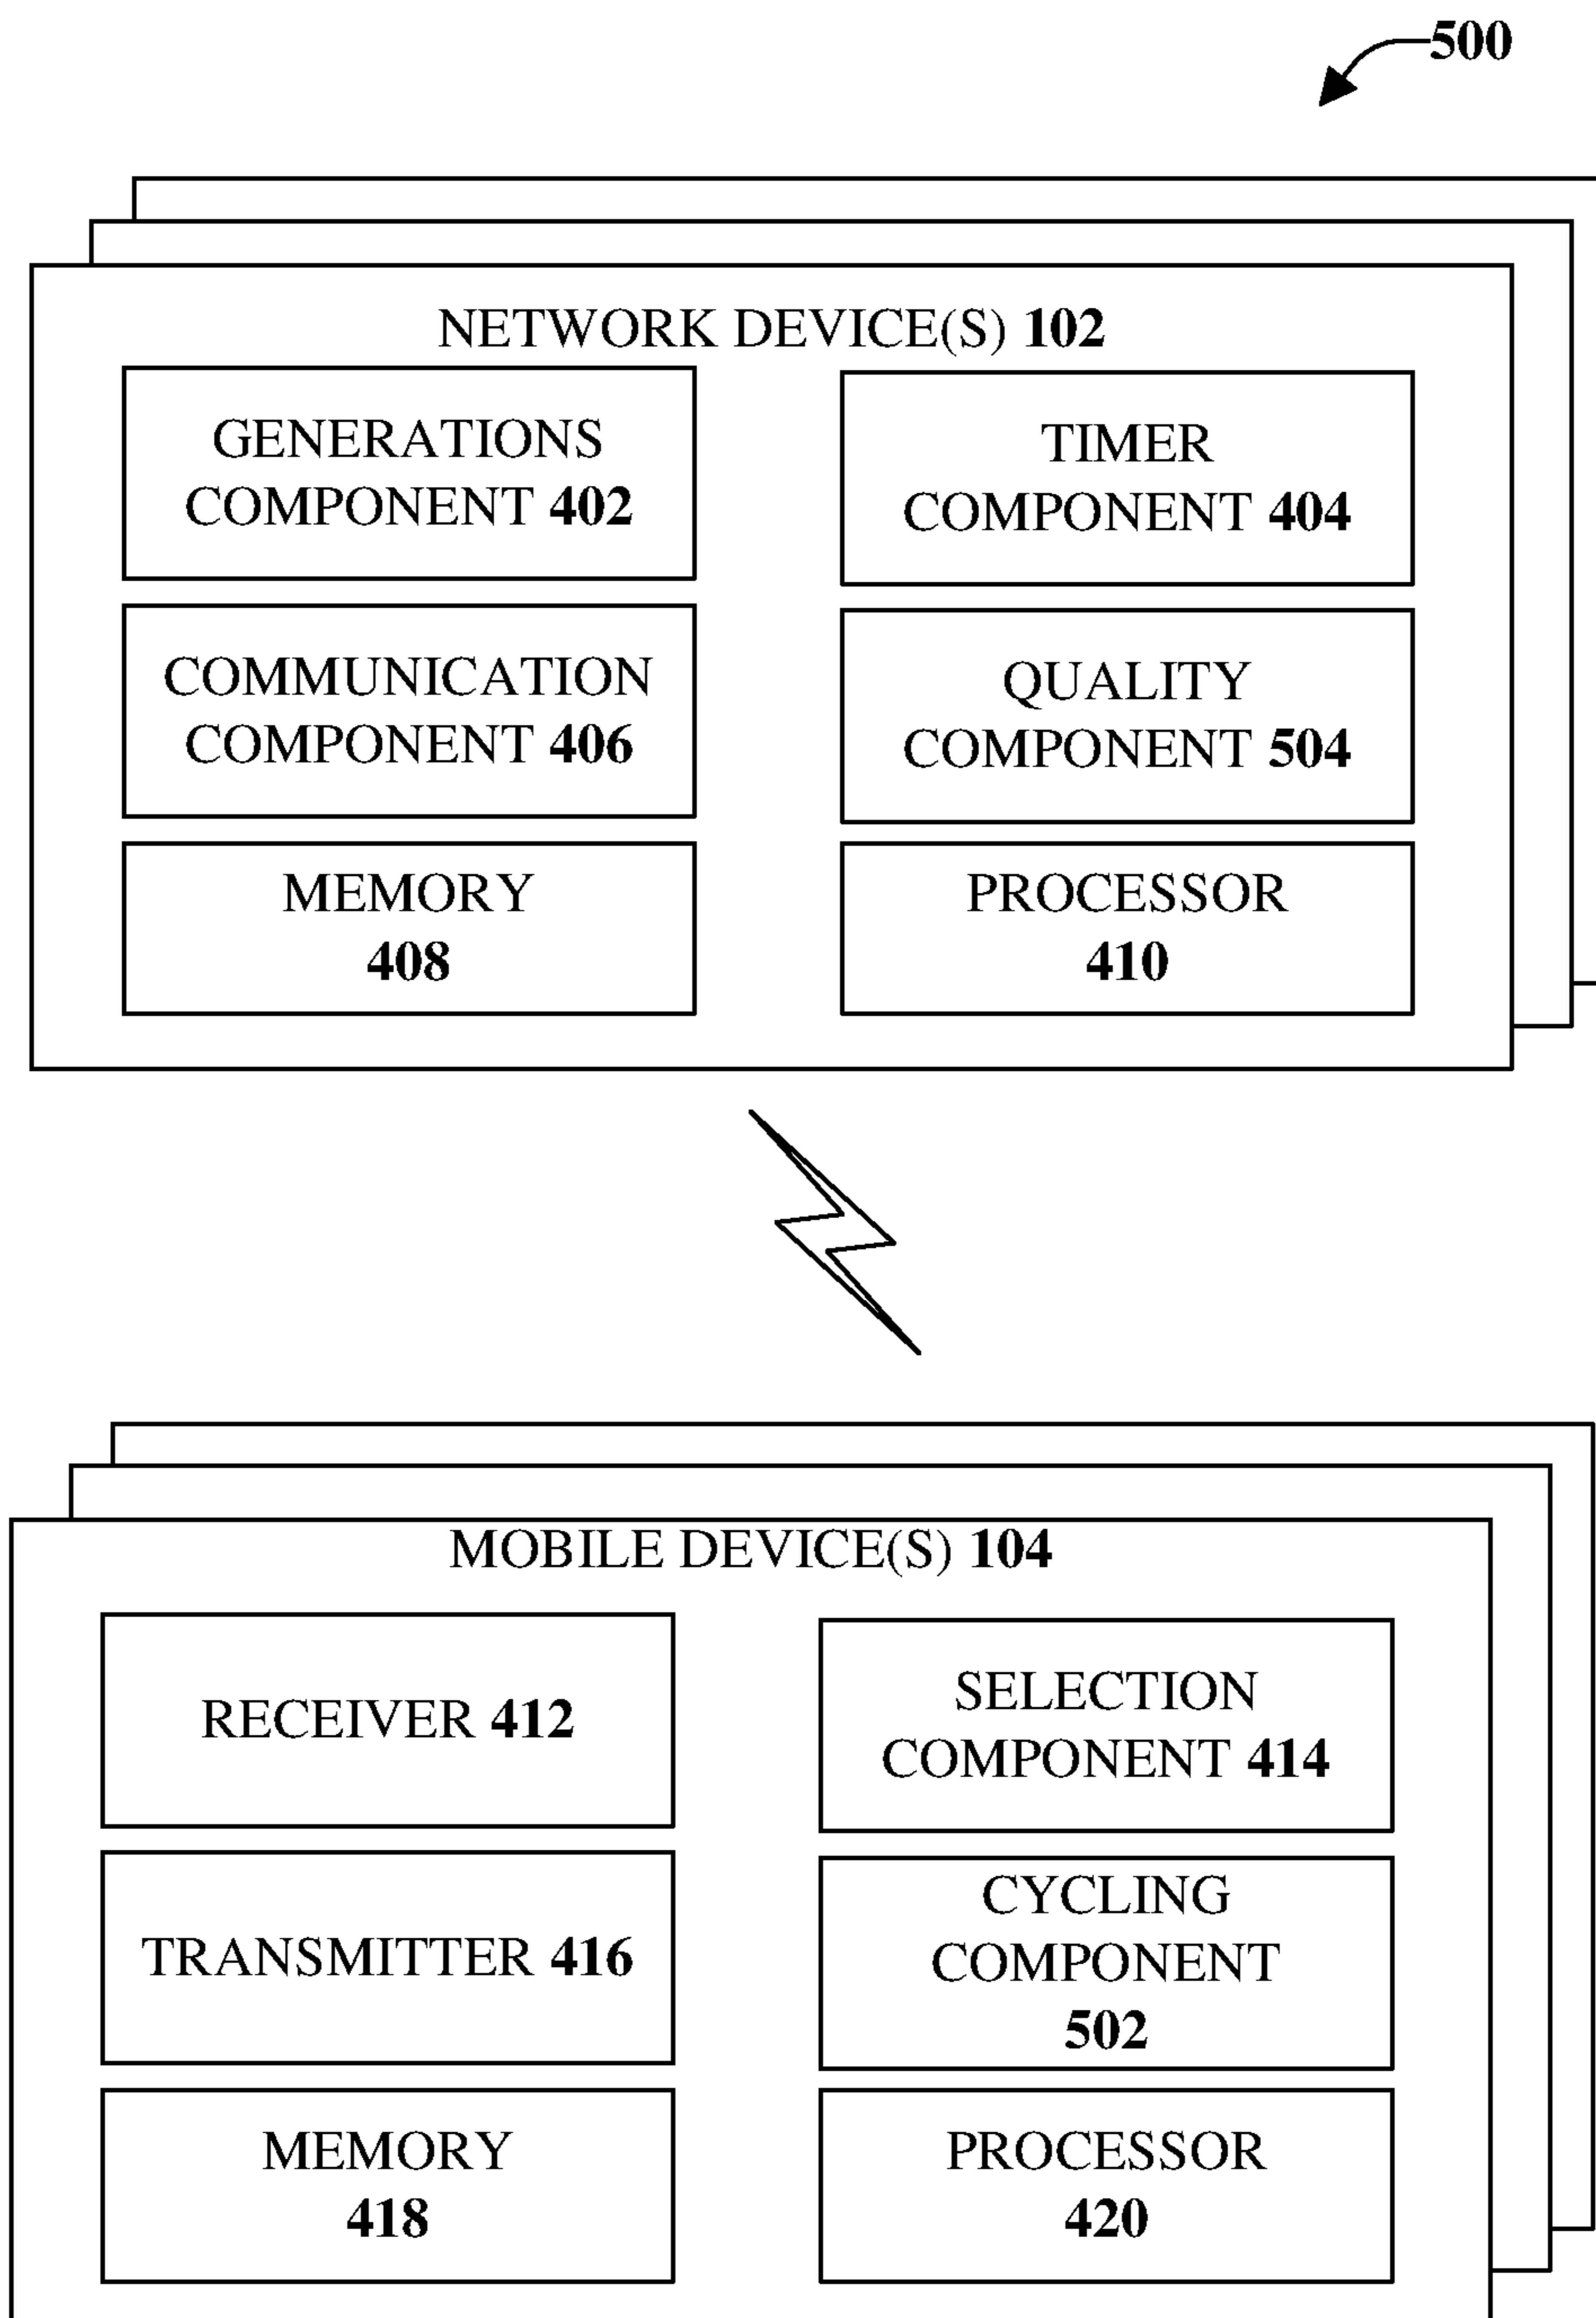 500
NETWORK DEVICE(S) 102
GENERATIONS
COMPONENT 402
TIMER
COMPONENT 404
COMMUNICATION
COMPONENT 406
QUALITY
COMPONENT 504
MEMORY
408
PROCESSOR
410
MOBILE DEVICE(S) 104
RECEIVER 412
SELECTION
COMPONENT 414
TRANSMITTER 416
CYCLING
COMPONENT
502
MEMORY
418
PROCESSOR
420